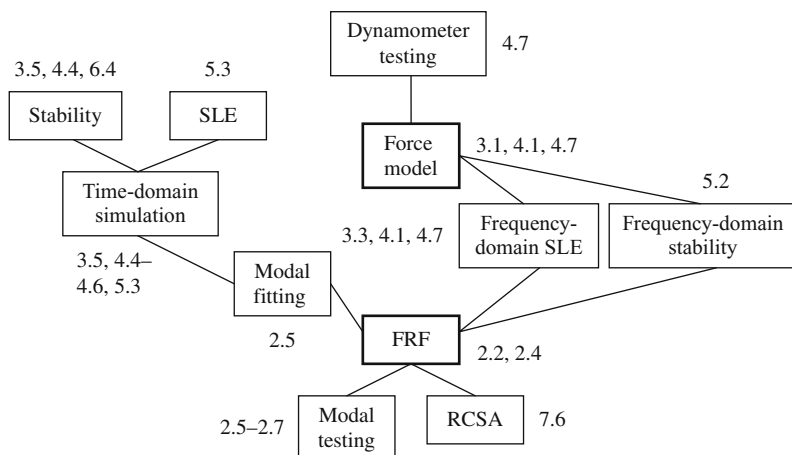 Dynamometer
testing
4.7
3.5, 4.4, 6.4
5.3
Stability
SLE
Force
model
3.1, 4.1, 4.7
Time-domain
simulation
5.2
3.3, 4.1, 4.7
Frequency-
domain SLE
Frequency-domain
stability
3.5, 4.4–
4.6, 5.3
Modal
fitting
2.5
FRF
2.2, 2.4
2.5–2.7
Modal
testing
RCSA
7.6